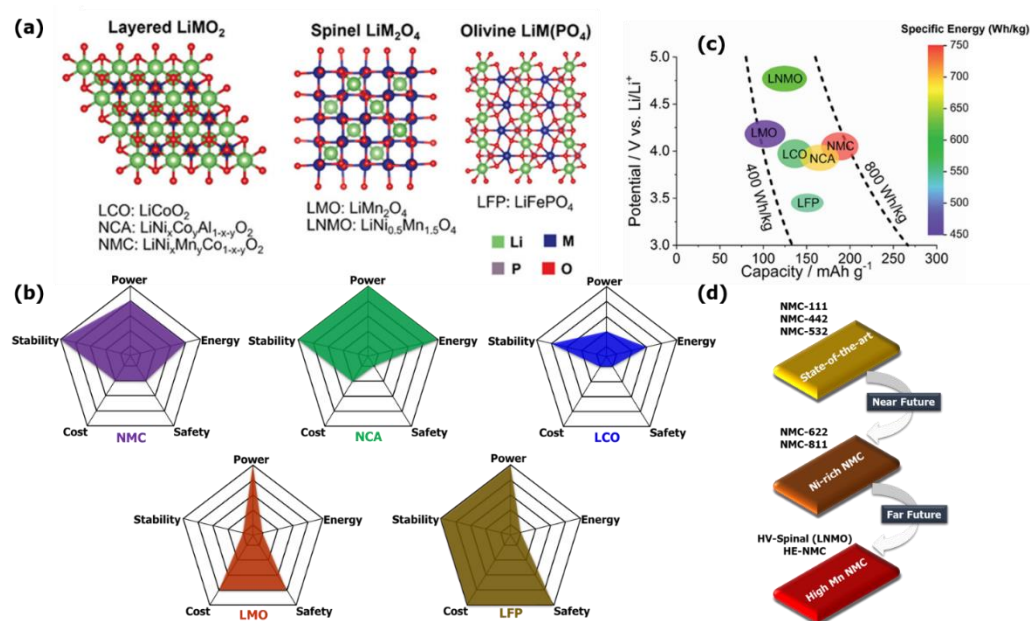 (a)
Layered LiMO₂
Spinel LiM₂O₄
Olivine LiM(PO₄)
LCO: LiCoO₂
NCA: LiNiₓCoᵧAl₁₋ₓ₋ᵧO₂
NMC: LiNiₓMnᵧCo₁₋ₓ₋ᵧO₂
LMO: LiMn₂O₄
LNMO: LiNi₀.₅Mn₁.₅O₄
LFP: LiFePO₄
Li
M
P
O
(c)
Specific Energy (Wh/kg)
750
700
650
600
550
500
450
Potential / V vs. Li/Li⁺
5.0
4.5
4.0
3.5
3.0
LNMO
LMO
LCO
NCA
NMC
LFP
400 Wh/kg
800 Wh/kg
0
50
100
150
200
250
300
Capacity / mAh g⁻¹
(b)
Power
Stability
Energy
Cost
Safety
NMC
Power
Stability
Energy
Cost
Safety
NCA
Power
Stability
Energy
Cost
Safety
LCO
Power
Stability
Energy
Cost
Safety
LMO
Power
Stability
Energy
Cost
Safety
LFP
(d)
NMC-111
NMC-442
NMC-532
State-of-the-art
Near Future
NMC-622
NMC-811
Ni-rich NMC
Far Future
HV-Spinal (LNMO)
HE-NMC
High Mn NMC